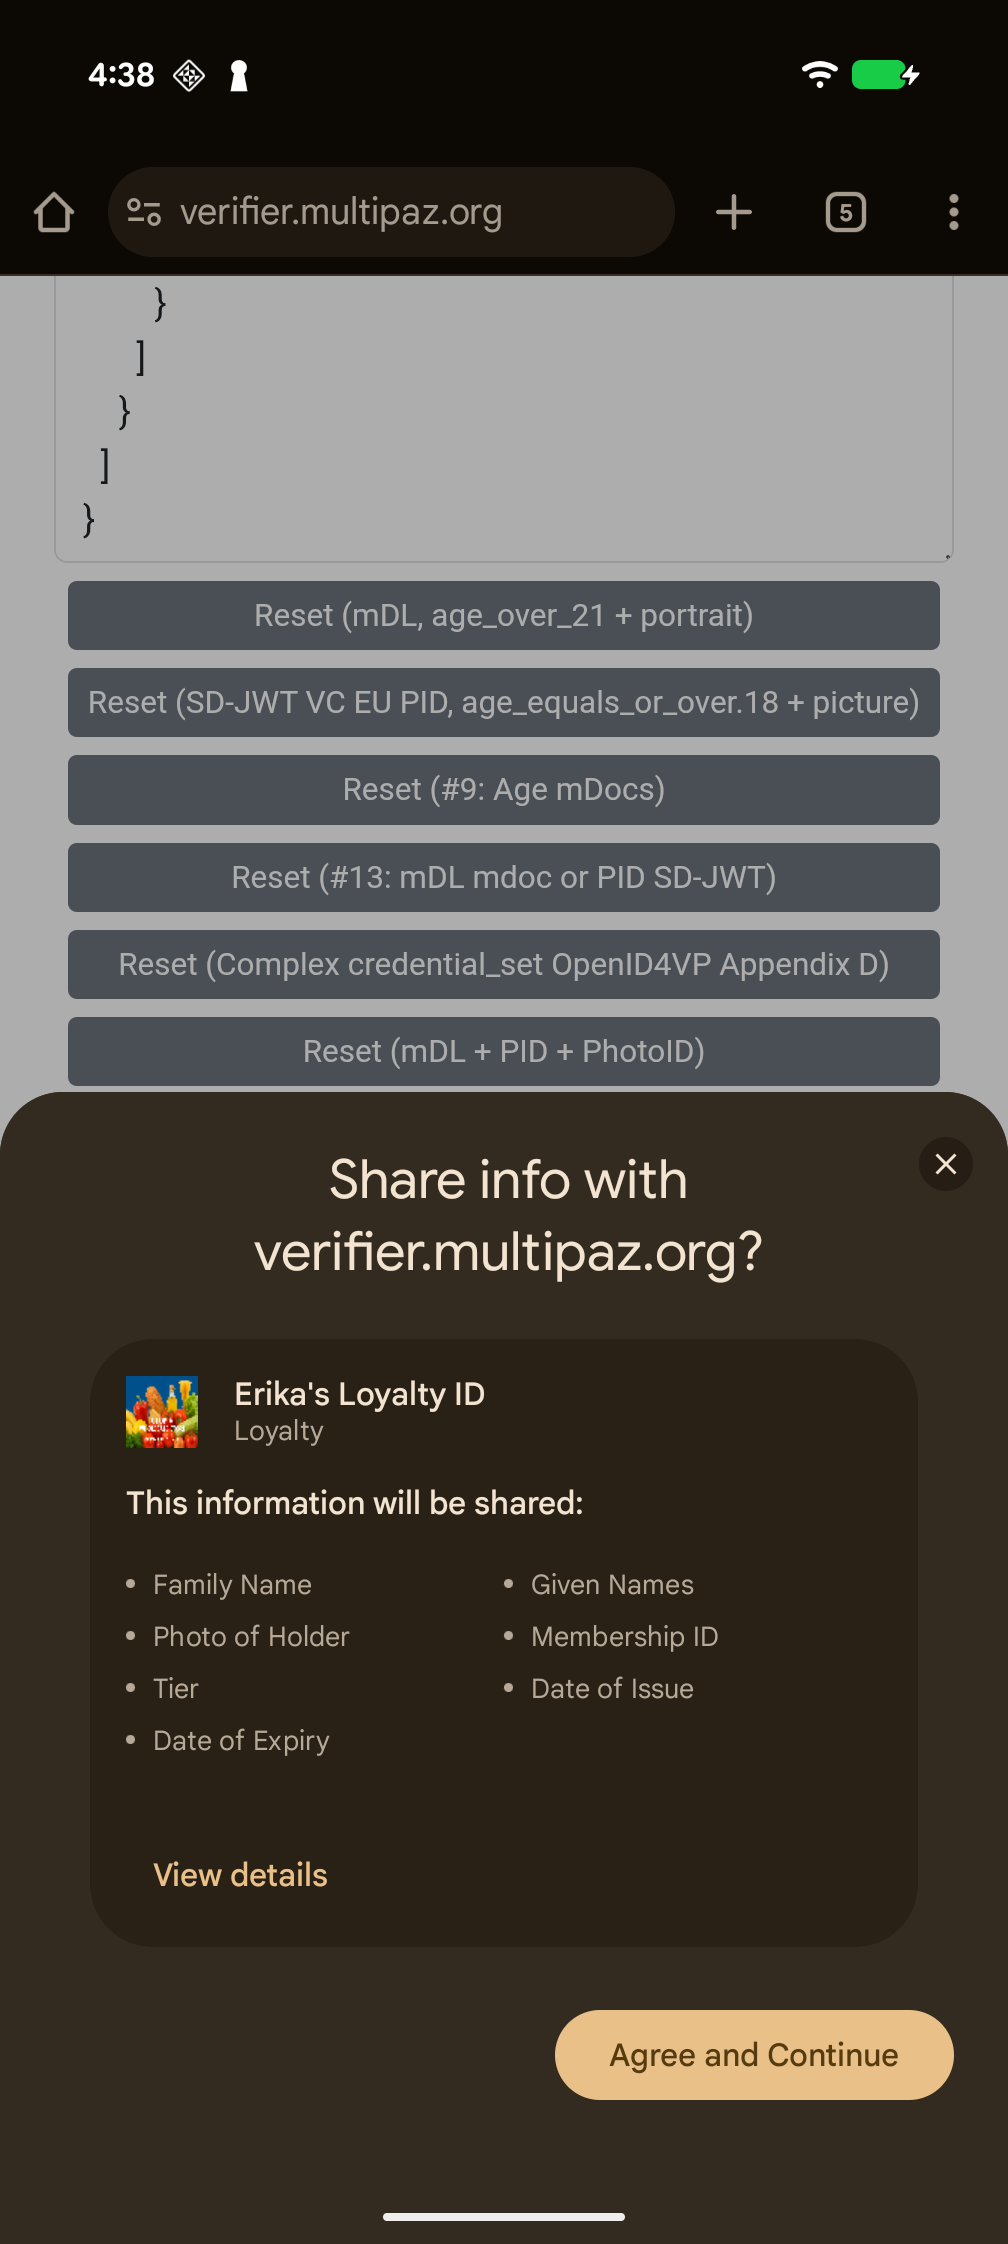 4:38
verifier.multipaz.org
5
}
]
}
]
}
Reset (mDL, age_over_21 + portrait)
Reset (SD-JWT VC EU PID, age_equals_or_over.18 + picture)
Reset (#9: Age mDocs)
Reset (#13: mDL mdoc or PID SD-JWT)
Reset (Complex credential_set OpenID4VP Appendix D)
Reset (mDL + PID + PhotoID)
Share info with
verifier.multipaz.org?
Erika's Loyalty ID
Loyalty
This information will be shared:
• Family Name
• Given Names
• Photo of Holder
• Membership ID
• Tier
• Date of Issue
• Date of Expiry
View details
Agree and Continue